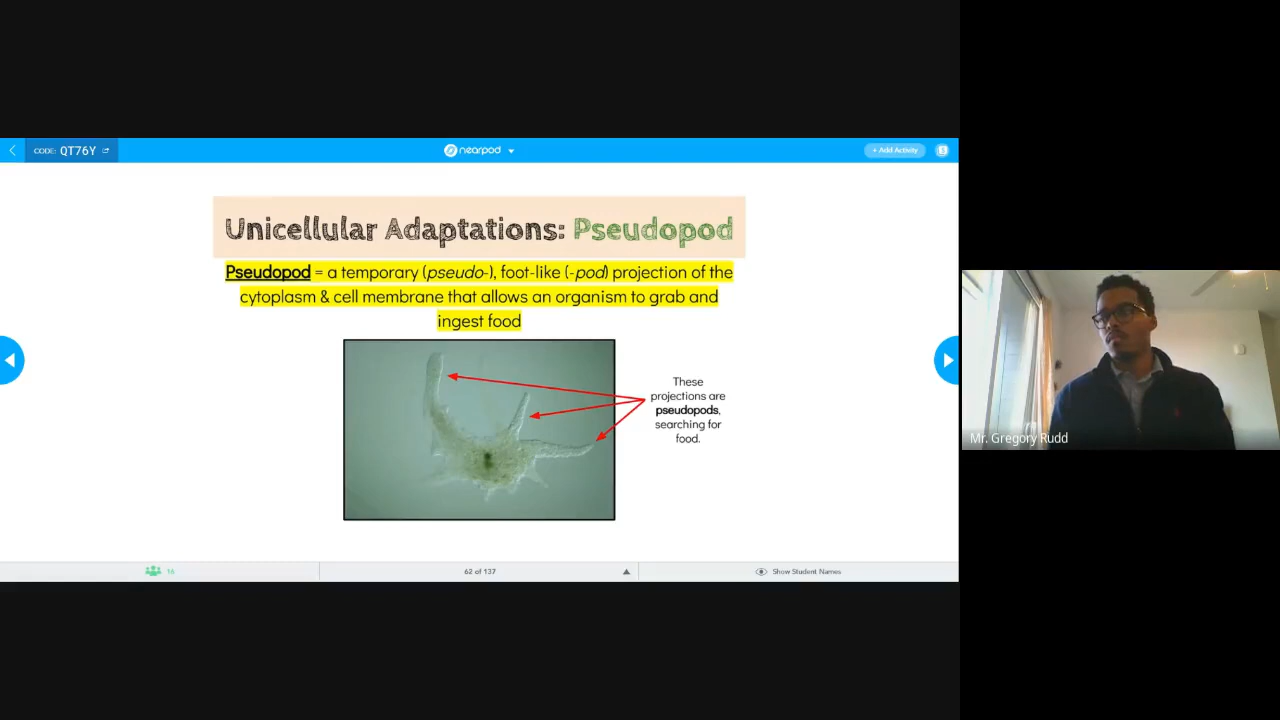 CODE: QT76Y
nearpod
+ Add Activity
Unicellular Adaptations: Pseudopod
Pseudopod = a temporary (pseudo-), foot-like (-pod) projection of the
cytoplasm & cell membrane that allows an organism to grab and
ingest food
These
projections are
pseudopods,
searching for
food.
Mr. Gregory Rudd
16
62 of 137
Show Student Names